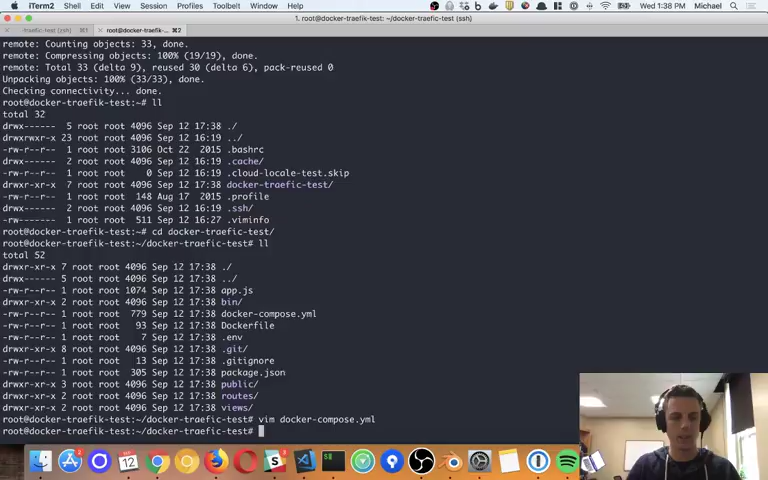 iTerm2 Shell Edit View Session Profiles Toolbelt Window Help Wed 1:38 PM Michael
1. root@docker-traefik-test: ~/docker-traefic-test (ssh)
-traefic-test (ssh) ⌘1 root@docker-traefik-test: ~/... ⌘2
remote: Counting objects: 33, done.
remote: Compressing objects: 100% (19/19), done.
remote: Total 33 (delta 9), reused 30 (delta 6), pack-reused 0
Unpacking objects: 100% (33/33), done.
Checking connectivity... done.
root@docker-traefik-test:~# ll
total 32
drwx------  5 root root 4096 Sep 12 17:38 ./
drwxrwxr-x 23 root root 4096 Sep 12 16:19 ../
-rw-r--r--  1 root root 3106 Oct 22  2015 .bashrc
drwx------  2 root root 4096 Sep 12 16:19 .cache/
-rw-r--r--  1 root root    0 Sep 12 16:19 .cloud-locale-test.skip
drwxr-xr-x  7 root root 4096 Sep 12 17:38 docker-traefic-test/
-rw-r--r--  1 root root  148 Aug 17  2015 .profile
drwx------  2 root root 4096 Sep 12 16:19 .ssh/
-rw-r--r--  1 root root  511 Sep 12 16:27 .viminfo
root@docker-traefik-test:~# cd docker-traefic-test/
root@docker-traefik-test:~/docker-traefic-test# ll
total 52
drwxr-xr-x 7 root root 4096 Sep 12 17:38 ./
drwx------ 5 root root 4096 Sep 12 17:38 ../
-rw-r--r-- 1 root root 1074 Sep 12 17:38 app.js
drwxr-xr-x 2 root root 4096 Sep 12 17:38 bin/
-rw-r--r-- 1 root root  779 Sep 12 17:38 docker-compose.yml
-rw-r--r-- 1 root root   93 Sep 12 17:38 Dockerfile
-rw-r--r-- 1 root root    7 Sep 12 17:38 .env
drwxr-xr-x 8 root root 4096 Sep 12 17:38 .git/
-rw-r--r-- 1 root root   13 Sep 12 17:38 .gitignore
-rw-r--r-- 1 root root  305 Sep 12 17:38 package.json
drwxr-xr-x 3 root root 4096 Sep 12 17:38 public/
drwxr-xr-x 2 root root 4096 Sep 12 17:38 routes/
drwxr-xr-x 2 root root 4096 Sep 12 17:38 views/
root@docker-traefik-test:~/docker-traefic-test# vim docker-compose.yml
root@docker-traefik-test:~/docker-traefic-test#